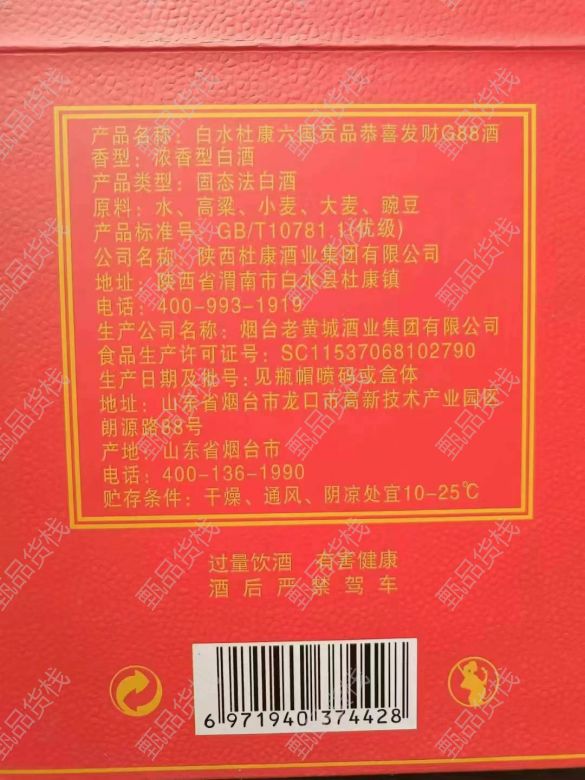 产品名称：白水杜康六国贡品恭喜发财G88酒
香型：浓香型白酒
产品类型：固态法白酒
原料：水、高粱、小麦、大麦、豌豆
产品标准号：GB/T10781.1(优级)
公司名称：陕西杜康酒业集团有限公司
地址：陕西省渭南市白水县杜康镇
电话：400-993-1919
生产公司名称：烟台老黄城酒业集团有限公司
食品生产许可证号：SC11537068102790
生产日期及批号：见瓶帽喷码或盒体
地址：山东省烟台市龙口市高新技术产业园区
朗源路88号
产地：山东省烟台市
电话：400-136-1990
贮存条件：干燥、通风、阴凉处宜10-25℃
过量饮酒 有害健康
酒后严禁驾车
6 971940 374428
甄品货栈